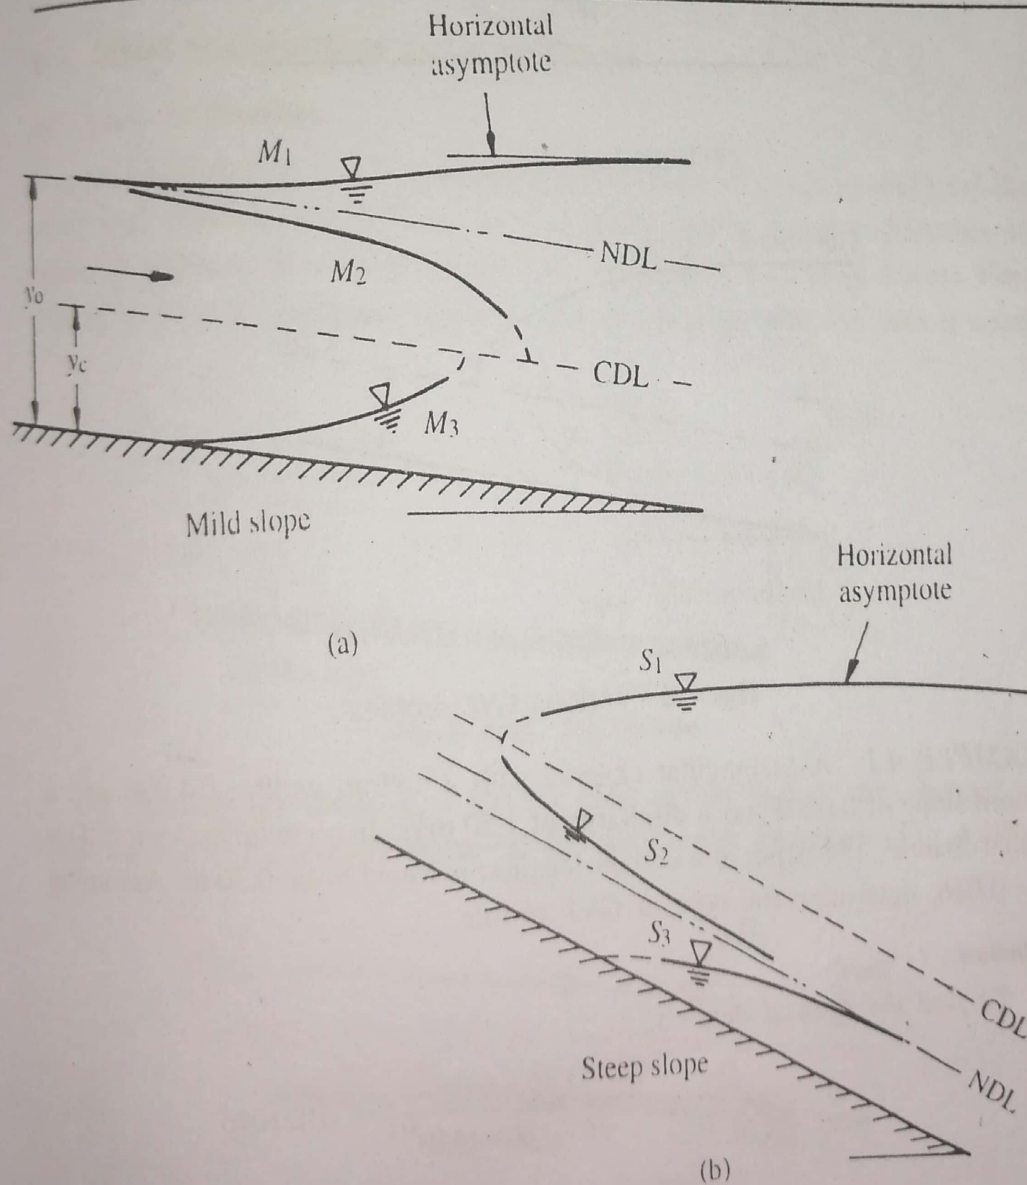 Horizontal
asymptote
M₁
NDL
M₂
y₀
y_c
CDL
M₃
Mild slope
(a)
Horizontal
asymptote
S₁
S₂
S₃
CDL
NDL
Steep slope
(b)